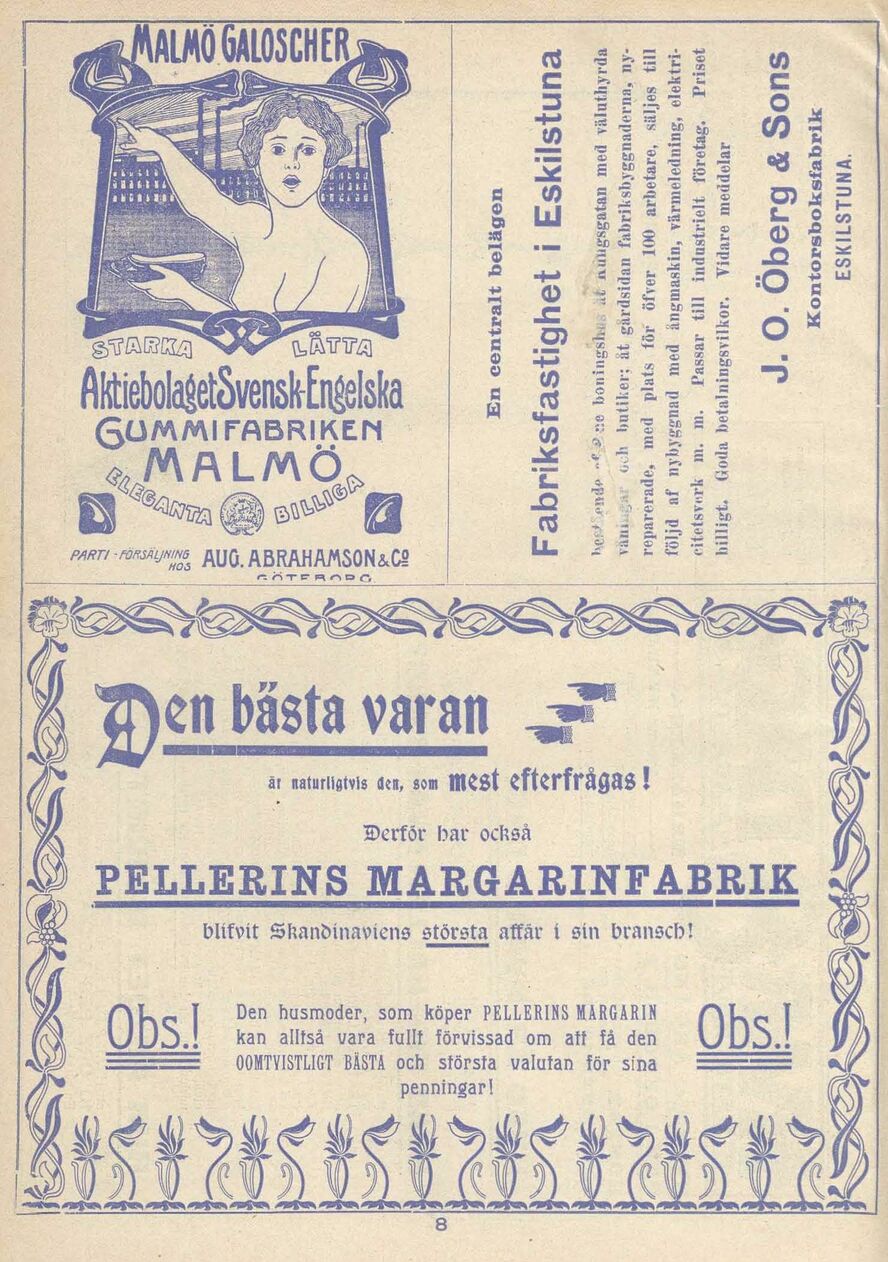 MALMÖ GALOSCHER
STARKA LÄTTA
Aktiebolaget Svensk-Engelska
GUMMIFABRIKEN
MALMÖ
ELEGANTA BILLIGA
PARTI-FÖRSÄLJNING
HOS AUG. ABRAHAMSON & Co
GÖTEBORG
En centralt belägen
Fabriksfastighet i Eskilstuna
boningshus åt med väluthyrda
våningar och butiker; åt gårdsidan fabriksbyggnaderna, ny-
reparerade, med plats för öfver 100 arbetare, säljes till
följd af nybyggnad med ångmaskin, värmeledning, elektri-
citetsverk m. m. Passar till industrielt företag. Priset
billigt. Goda betalningsvilkor. Vidare meddelar
J. O. Öberg & Sons
Kontorsboksfabrik
ESKILSTUNA.
Den bästa varan
är naturligtvis den, som mest efterfrågas!
Derför har också
PELLERINS MARGARINFABRIK
blifvit Skandinaviens största affär i sin bransch!
Obs.!
Den husmoder, som köper PELLERINS MARGARIN
kan alltså vara fullt förvissad om att få den
OOMTVISTLIGT BÄSTA och största valutan för sina
penningar!
Obs.!
8